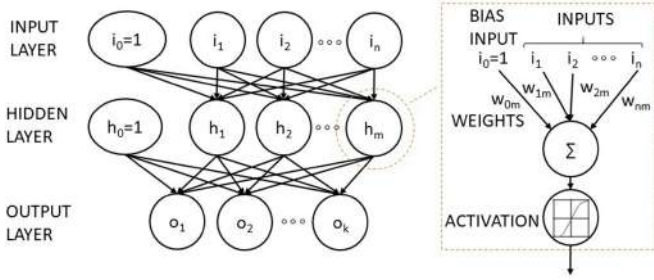 INPUT LAYER
i₀=1 i₁ i₂ ∘∘∘ iₙ
HIDDEN LAYER
h₀=1 h₁ h₂ ∘∘∘ hₘ
OUTPUT LAYER
o₁ o₂ ∘∘∘ oₖ
BIAS INPUT
INPUTS
i₀=1 i₁ i₂ ∘∘∘ iₙ
w₀ₘ w₁ₘ w₂ₘ wₙₘ
WEIGHTS
Σ
ACTIVATION